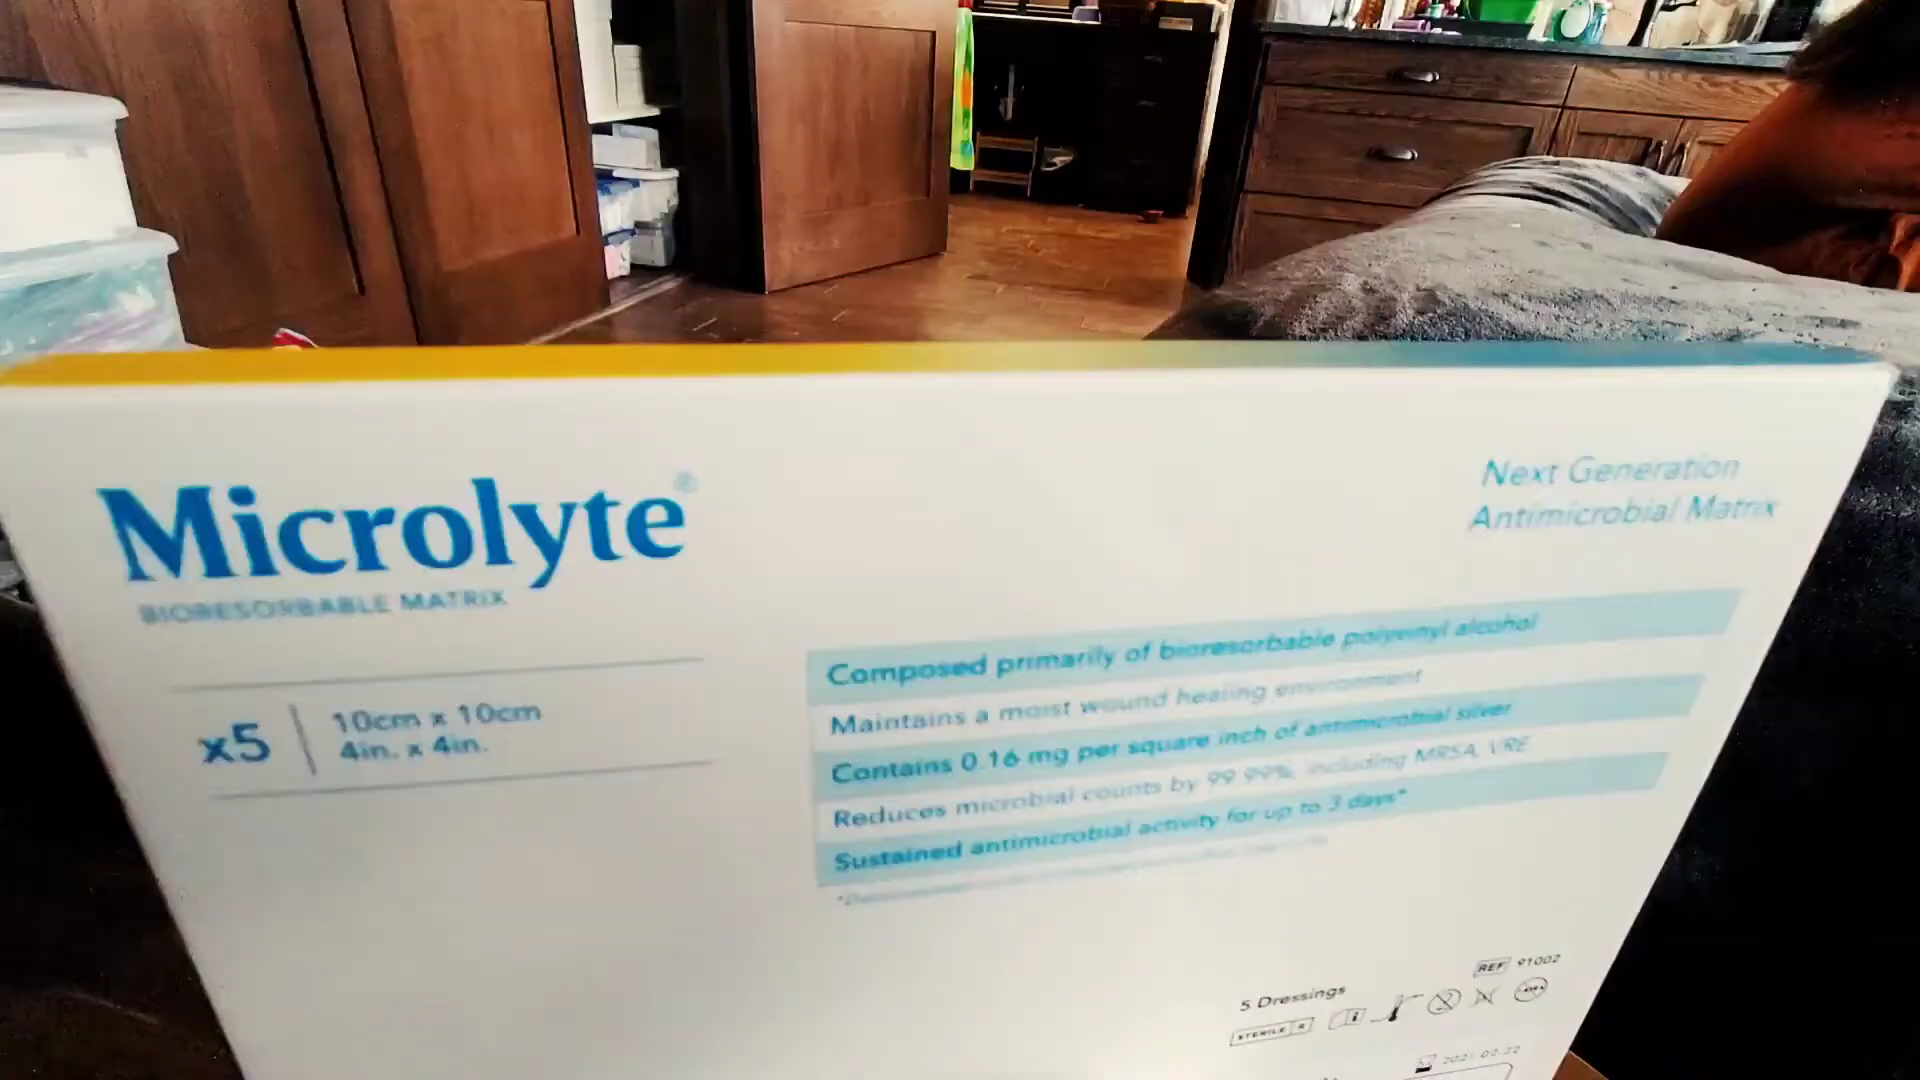 Microlyte®
BIORESORBABLE MATRIX
x5
10cm x 10cm
4in. x 4in.
Next Generation
Antimicrobial Matrix
Composed primarily of bioresorbable polyvinyl alcohol
Maintains a moist wound healing environment
Contains 0.16 mg per square inch of antimicrobial silver
Reduces microbial counts by 99.99%, including MRSA, VRE
Sustained antimicrobial activity for up to 3 days*
REF 91002
5 Dressings
STERILE R